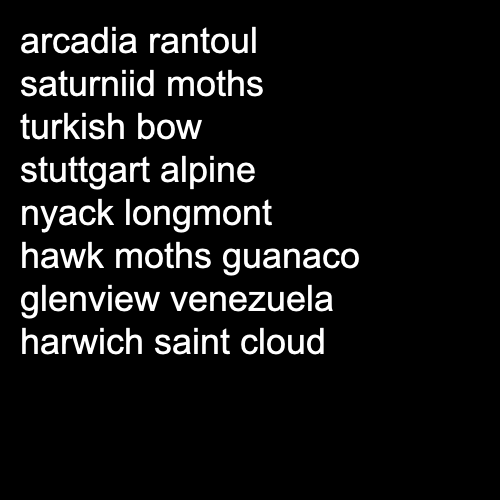 arcadia rantoul
saturniid moths
turkish bow
stuttgart alpine
nyack longmont
hawk moths guanaco
glenview venezuela
harwich saint cloud